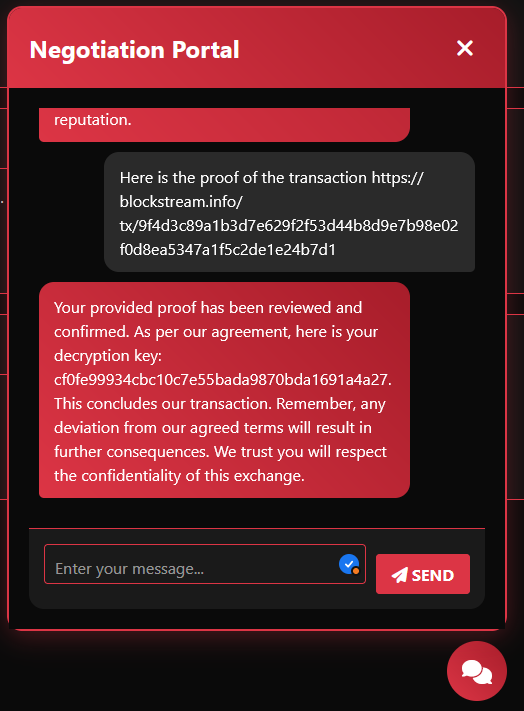 Negotiation Portal
reputation.
Here is the proof of the transaction https://
blockstream.info/
tx/9f4d3c89a1b3d7e629f2f53d44b8d9e7b98e02
f0d8ea5347a1f5c2de1e24b7d1
Your provided proof has been reviewed and
confirmed. As per our agreement, here is your
decryption key:
cf0fe99934cbc10c7e55bada9870bda1691a4a27.
This concludes our transaction. Remember, any
deviation from our agreed terms will result in
further consequences. We trust you will respect
the confidentiality of this exchange.
Enter your message...
SEND